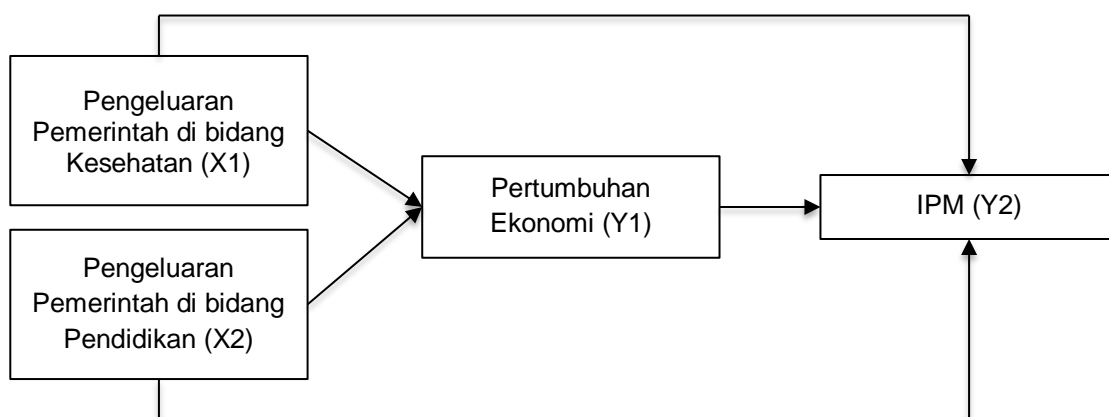 Pengeluaran
Pemerintah di bidang
Kesehatan (X1)
Pertumbuhan
Ekonomi (Y1)
IPM (Y2)
Pengeluaran
Pemerintah di bidang
Pendidikan (X2)